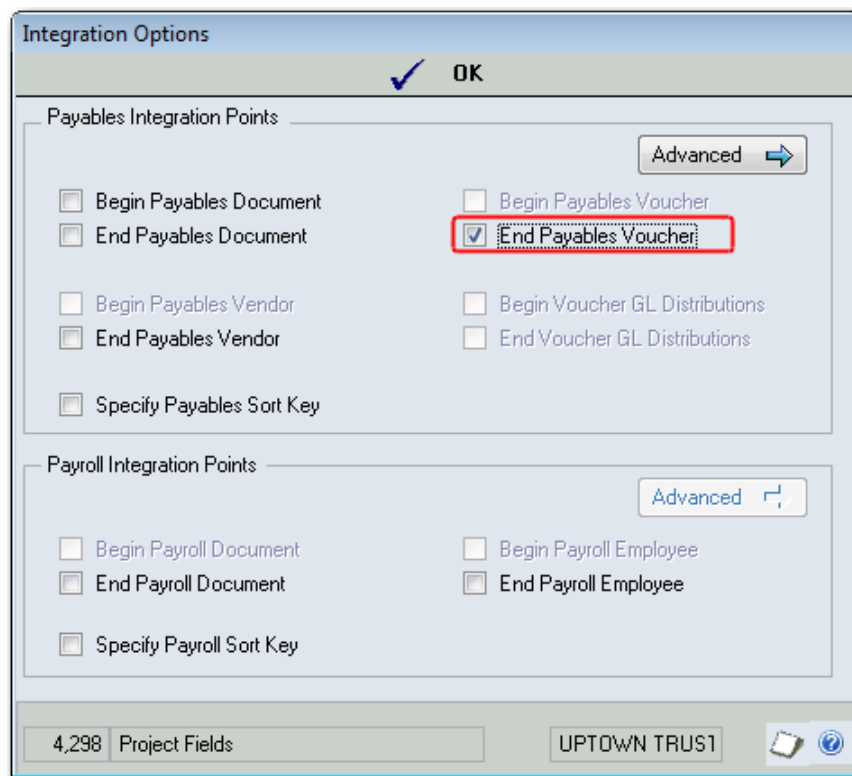 Integration Options
OK
Payables Integration Points
Advanced
Begin Payables Document
Begin Payables Voucher
End Payables Document
End Payables Voucher
Begin Payables Vendor
Begin Voucher GL Distributions
End Payables Vendor
End Voucher GL Distributions
Specify Payables Sort Key
Payroll Integration Points
Advanced
Begin Payroll Document
Begin Payroll Employee
End Payroll Document
End Payroll Employee
Specify Payroll Sort Key
4,298 Project Fields
UPTOWN TRUST